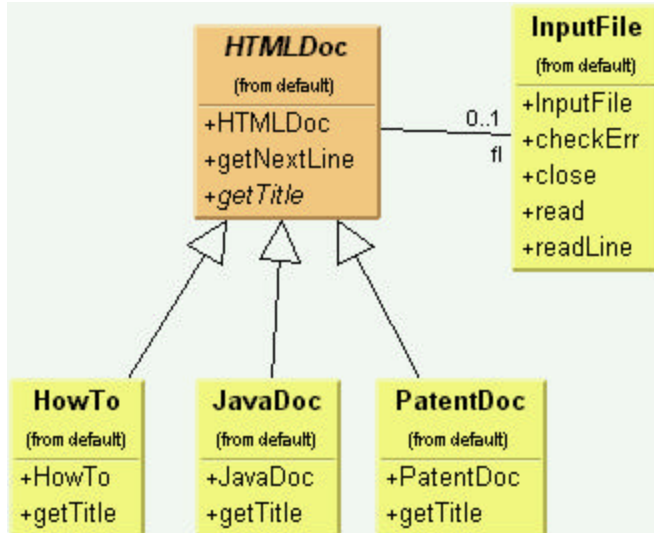 HTMLDoc
(from default)
+HTMLDoc
+getNextLine
+getTitle
0..1
fl
InputFile
(from default)
+InputFile
+checkErr
+close
+read
+readLine
HowTo
(from default)
+HowTo
+getTitle
JavaDoc
(from default)
+JavaDoc
+getTitle
PatentDoc
(from default)
+PatentDoc
+getTitle